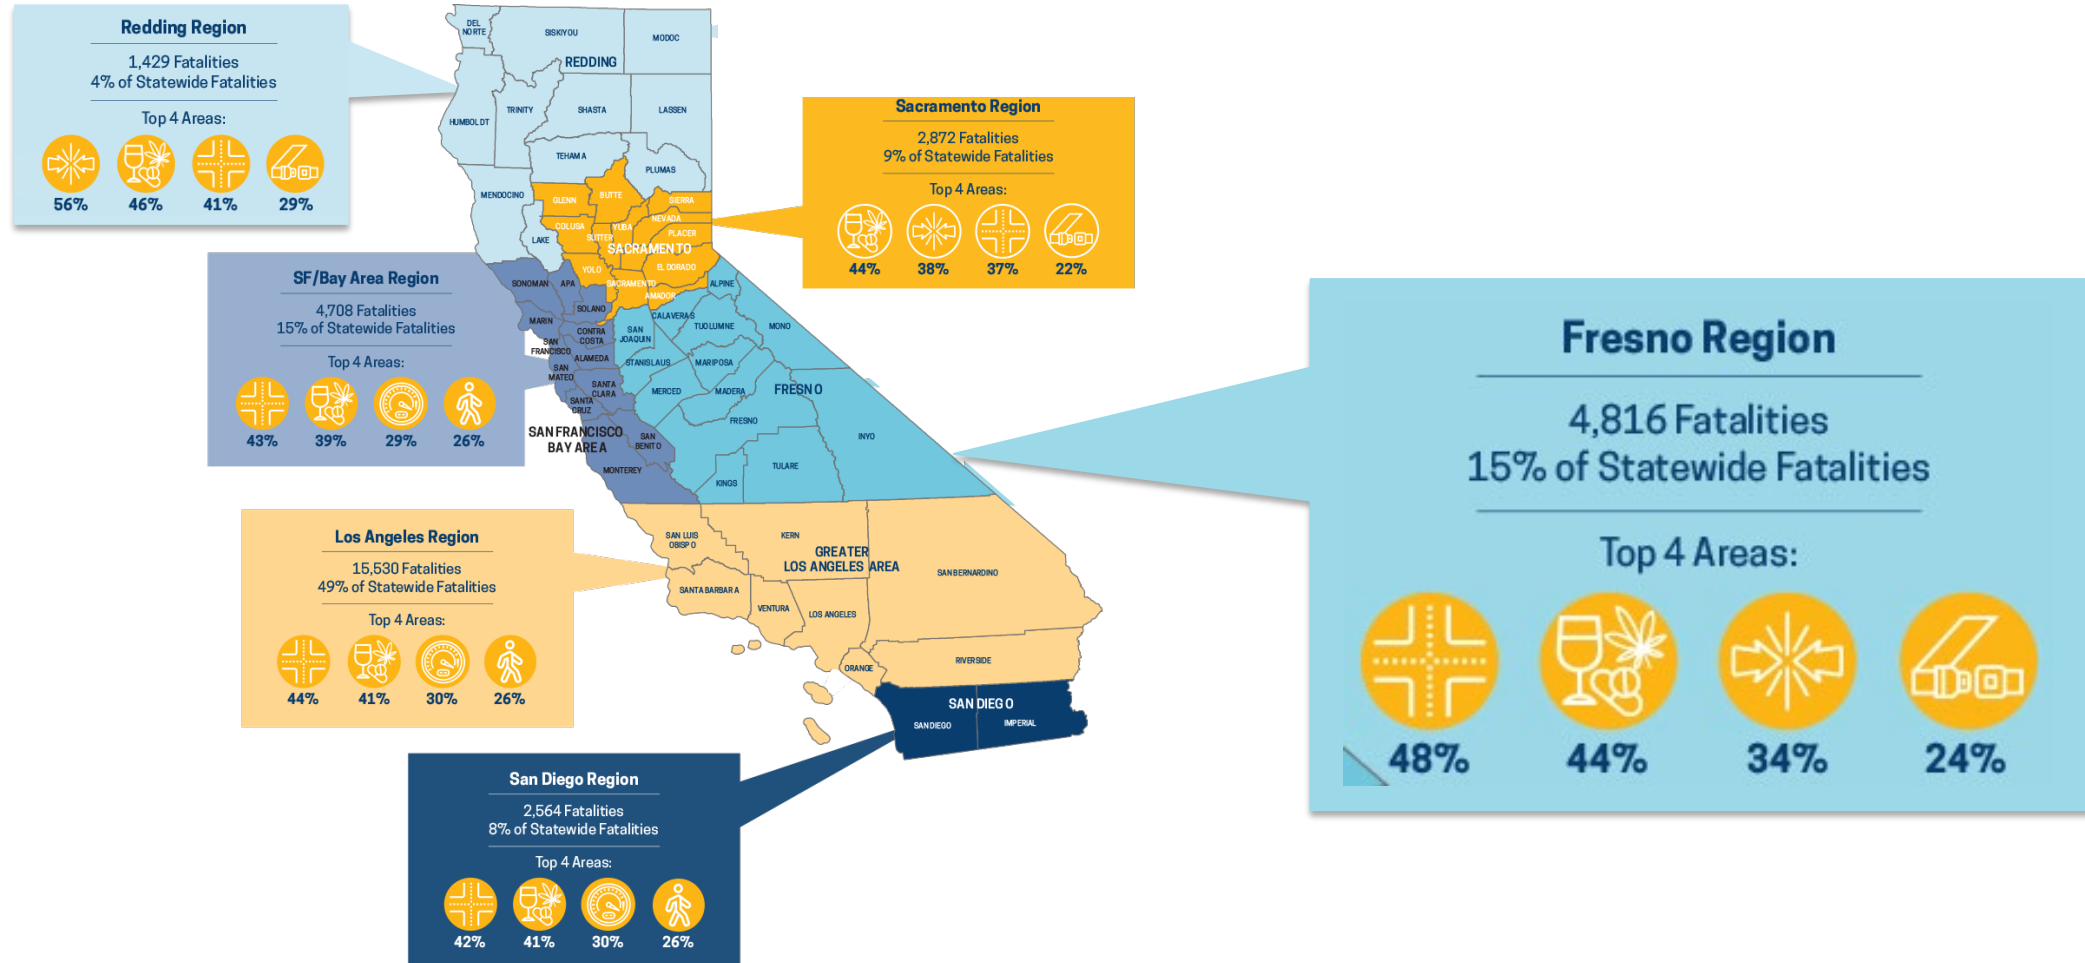 Redding Region
1,429 Fatalities
4% of Statewide Fatalities
Top 4 Areas:
56% 46% 41% 29%
Sacramento Region
2,872 Fatalities
9% of Statewide Fatalities
Top 4 Areas:
44% 38% 37% 22%
SF/Bay Area Region
4,708 Fatalities
15% of Statewide Fatalities
Top 4 Areas:
43% 39% 29% 26%
Fresno Region
4,816 Fatalities
15% of Statewide Fatalities
Top 4 Areas:
48% 44% 34% 24%
Los Angeles Region
15,530 Fatalities
49% of Statewide Fatalities
Top 4 Areas:
44% 41% 30% 26%
San Diego Region
2,564 Fatalities
8% of Statewide Fatalities
Top 4 Areas:
42% 41% 30% 26%
DEL
NORTE
SISKIYOU
MODOC
REDDING
HUMBOLDT
TRINITY
SHASTA
LASSEN
TEHAMA
PLUMAS
MENDOCINO
LAKE
GLENN
BUTTE
SIERRA
NEVADA
COLUSA
SUTTER
YUBA
PLACER
SACRAMENTO
YOLO
EL DORADO
SACRAMENTO
AMADOR
ALPINE
SONOMAN
APA
SOLANO
MARIN
CONTRA
COSTA
SAN
FRANCISCO
ALAMEDA
SAN
MATEO
SANTA
CLARA
SANTA
CRUZ
SAN FRANCISCO
BAY AREA
SAN
BENITO
MONTEREY
CALAVERAS
SAN
JOAQUIN
TUOLUMNE
MONO
STANISLAUS
MARIPOSA
MERCED
MADERA
FRESNO
FRESNO
INYO
TULARE
KINGS
SAN LUIS
OBISPO
KERN
GREATER
LOS ANGELES AREA
SAN BERNARDINO
SANTA BARBARA
VENTURA
LOS ANGELES
ORANGE
RIVERSIDE
SAN DIEGO
SAN DIEGO
IMPERIAL